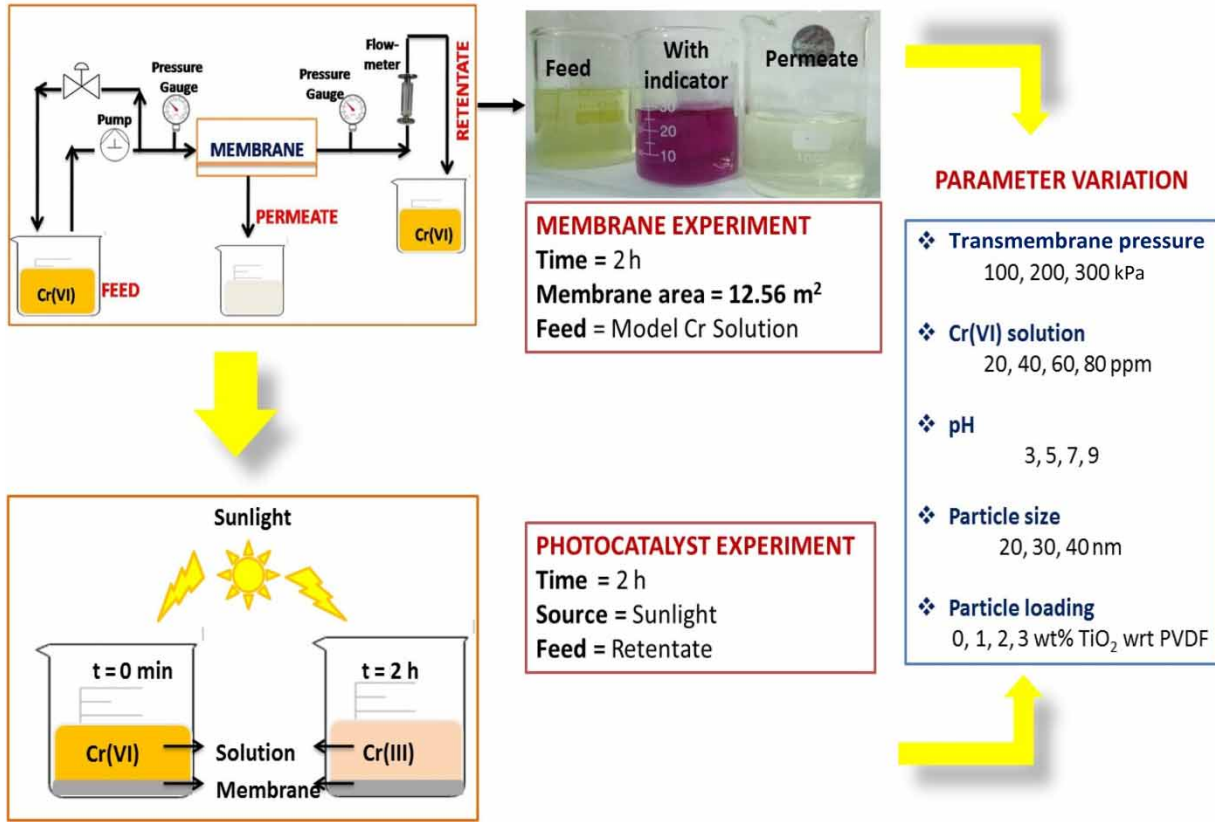 Pressure
Gauge
Pump
MEMBRANE
Pressure
Gauge
Flow-
meter
RETENTATE
PERMEATE
Cr(VI)
FEED
Cr(VI)
Feed
With
indicator
Permeate
30
20
10
MEMBRANE EXPERIMENT
Time = 2 h
Membrane area = 12.56 m²
Feed = Model Cr Solution
PARAMETER VARIATION
❖ Transmembrane pressure
100, 200, 300 kPa
❖ Cr(VI) solution
20, 40, 60, 80 ppm
❖ pH
3, 5, 7, 9
❖ Particle size
20, 30, 40 nm
❖ Particle loading
0, 1, 2, 3 wt% TiO₂ wrt PVDF
Sunlight
t = 0 min
t = 2 h
Cr(VI)
Solution
Cr(III)
Membrane
PHOTOCATALYST EXPERIMENT
Time = 2 h
Source = Sunlight
Feed = Retentate